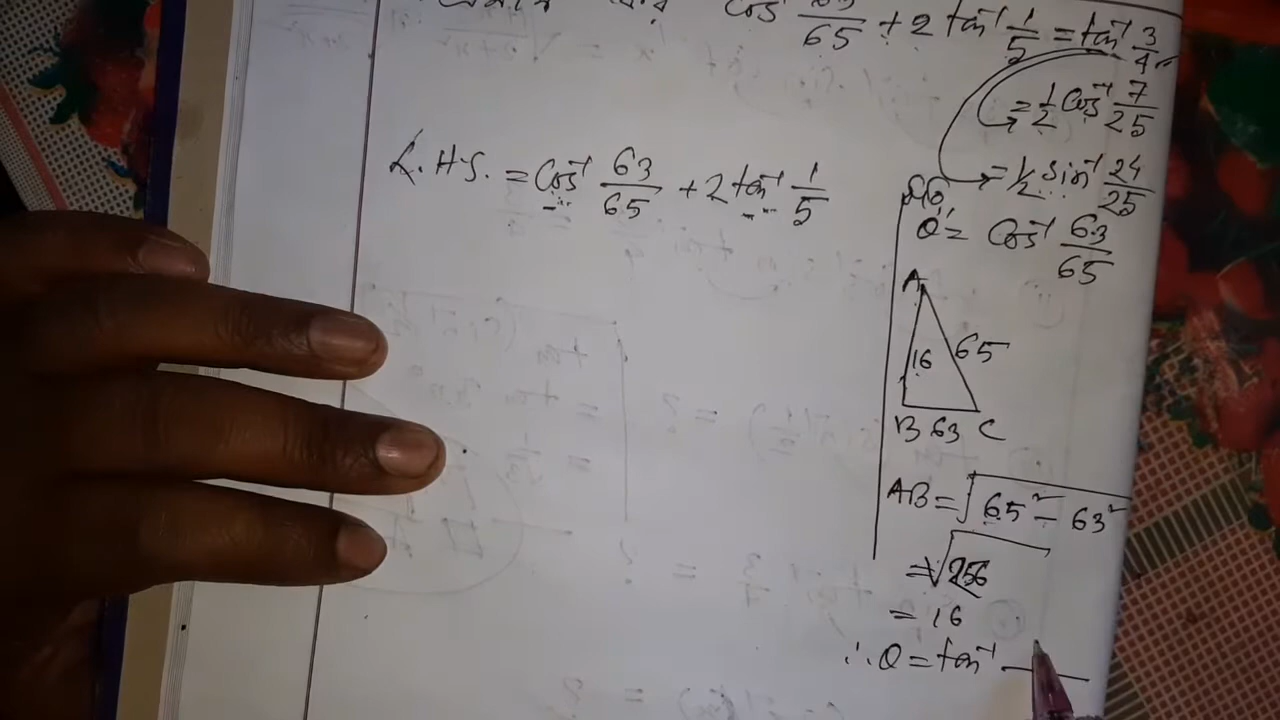 cos⁻¹ 63/65 + 2 tan⁻¹ 1/5 = tan⁻¹ 3/4
= 1/2 cos⁻¹ 7/25
= 1/2 sin⁻¹ 24/25
L.H.S. = cos⁻¹ 63/65 + 2 tan⁻¹ 1/5
θ = cos⁻¹ 63/65
A
16 65
B 63 C
AB = √65² − 63²
= √256
= 16
∴ θ = tan⁻¹